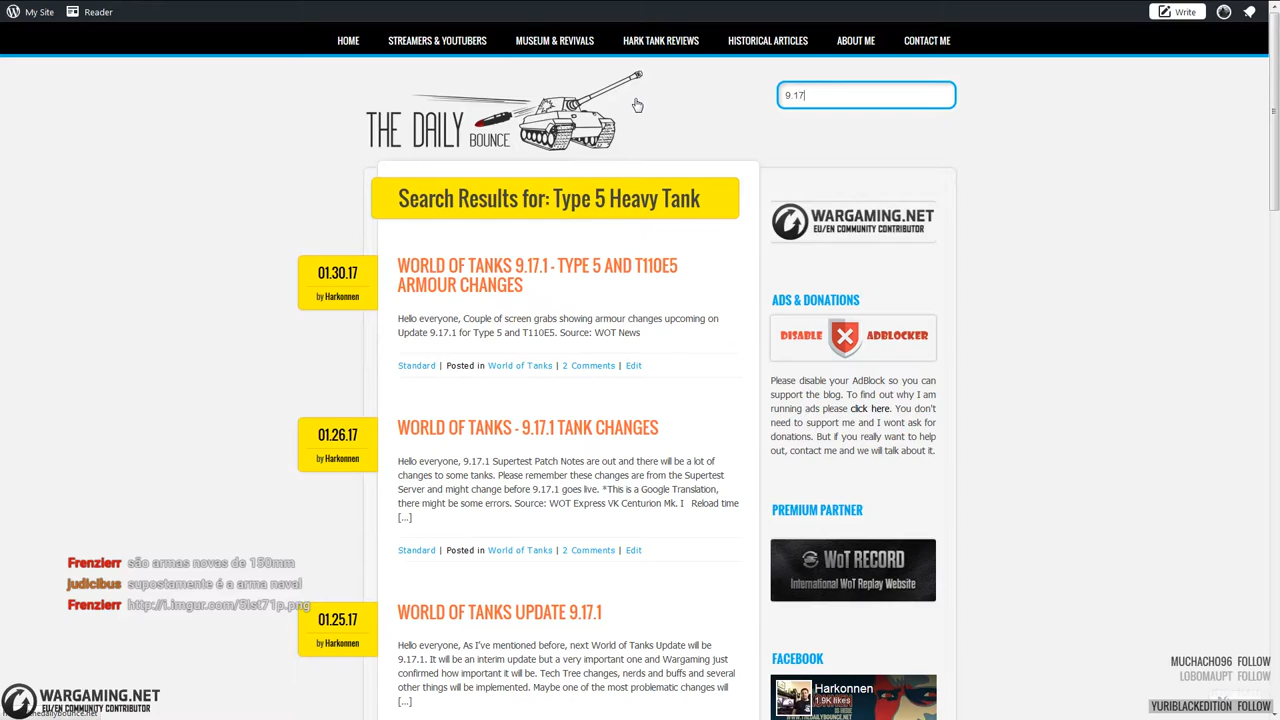 My Site
Reader
Write
HOME STREAMERS & YOUTUBERS MUSEUM & REVIVALS HARK TANK REVIEWS HISTORICAL ARTICLES ABOUT ME CONTACT ME
THE DAILY BOUNCE
9.17
Search Results for: Type 5 Heavy Tank
01.30.17
by Harkonnen
WORLD OF TANKS 9.17.1 - TYPE 5 AND T110E5
ARMOUR CHANGES
Hello everyone, Couple of screen grabs showing armour changes upcoming on
Update 9.17.1 for Type 5 and T110E5. Source: WOT News
Standard | Posted in World of Tanks | 2 Comments | Edit
01.26.17
by Harkonnen
WORLD OF TANKS - 9.17.1 TANK CHANGES
Hello everyone, 9.17.1 Supertest Patch Notes are out and there will be a lot of
changes to some tanks. Please remember these changes are from the Supertest
Server and might change before 9.17.1 goes live. *This is a Google Translation,
there might be some errors. Source: WOT Express VK Centurion Mk. I Reload time
[...]
Standard | Posted in World of Tanks | 2 Comments | Edit
01.25.17
by Harkonnen
WORLD OF TANKS UPDATE 9.17.1
Hello everyone, As I've mentioned before, next World of Tanks Update will be
9.17.1. It will be an interim update but a very important one and Wargaming just
confirmed how important it will be. Tech Tree changes, nerds and buffs and several
other things will be implemented. Maybe one of the most problematic changes will
[...]
WARGAMING.NET
EU/EN COMMUNITY CONTRIBUTOR
ADS & DONATIONS
DISABLE ADBLOCKER
Please disable your AdBlock so you can
support the blog. To find out why I am
running ads please click here. You don't
need to support me and I wont ask for
donations. But if you really want to help
out, contact me and we will talk about it.
PREMIUM PARTNER
WoT RECORD
International WoT Replay Website
FACEBOOK
Harkonnen
1.9K likes
Frenzierr são armas novas de 150mm
judicibus supostamente é a arma naval
Frenzierr http://i.imgur.com/5ist71p.png
WARGAMING.NET
EU/EN COMMUNITY CONTRIBUTOR
MUCHACHO96 FOLLOW
LOBOMAUPT FOLLOW
YURIBLACKEDITION FOLLOW